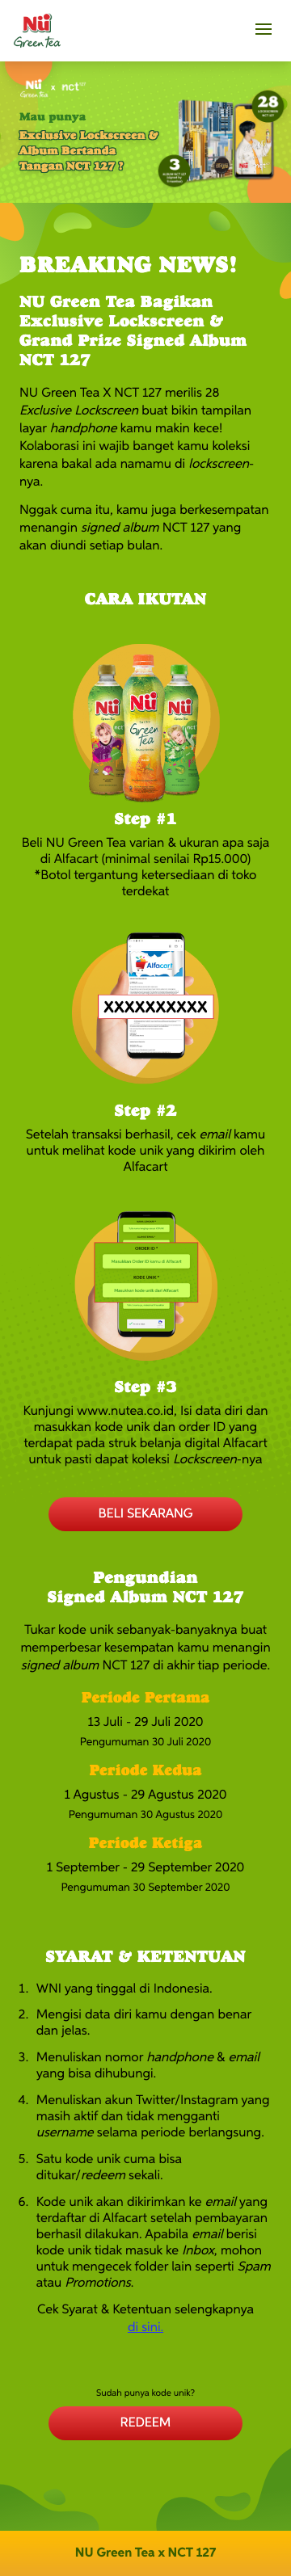 Nü
Green Tea
Nü
Green Tea
x
nct
Mau punya
Exclusive Lockscreen &
Album Bertanda
Tangan NCT 127 ?
28
3
BREAKING NEWS!
NU Green Tea Bagikan
Exclusive Lockscreen &
Grand Prize Signed Album
NCT 127
NU Green Tea X NCT 127 merilis 28
Exclusive Lockscreen buat bikin tampilan
layar handphone kamu makin kece!
Kolaborasi ini wajib banget kamu koleksi
karena bakal ada namamu di lockscreen-
nya.
Nggak cuma itu, kamu juga berkesempatan
menangin signed album NCT 127 yang
akan diundi setiap bulan.
CARA IKUTAN
Nü
Nü
Nü
Green
Tea
Step #1
Beli NU Green Tea varian & ukuran apa saja
di Alfacart (minimal senilai Rp15.000)
*Botol tergantung ketersediaan di toko
terdekat
Alfacart
XXXXXXXXXX
Step #2
Setelah transaksi berhasil, cek email kamu
untuk melihat kode unik yang dikirim oleh
Alfacart
ORDER ID *
Masukkan Order ID kamu di Alfacart
KODE UNIK *
Masukkan kode unik dari Alfacart
Step #3
Kunjungi www.nutea.co.id, Isi data diri dan
masukkan kode unik dan order ID yang
terdapat pada struk belanja digital Alfacart
untuk pasti dapat koleksi Lockscreen-nya
BELI SEKARANG
Pengundian
Signed Album NCT 127
Tukar kode unik sebanyak-banyaknya buat
memperbesar kesempatan kamu menangin
signed album NCT 127 di akhir tiap periode.
Periode Pertama
13 Juli - 29 Juli 2020
Pengumuman 30 Juli 2020
Periode Kedua
1 Agustus - 29 Agustus 2020
Pengumuman 30 Agustus 2020
Periode Ketiga
1 September - 29 September 2020
Pengumuman 30 September 2020
SYARAT & KETENTUAN
1. WNI yang tinggal di Indonesia.
2. Mengisi data diri kamu dengan benar
dan jelas.
3. Menuliskan nomor handphone & email
yang bisa dihubungi.
4. Menuliskan akun Twitter/Instagram yang
masih aktif dan tidak mengganti
username selama periode berlangsung.
5. Satu kode unik cuma bisa
ditukar/redeem sekali.
6. Kode unik akan dikirimkan ke email yang
terdaftar di Alfacart setelah pembayaran
berhasil dilakukan. Apabila email berisi
kode unik tidak masuk ke Inbox, mohon
untuk mengecek folder lain seperti Spam
atau Promotions.
Cek Syarat & Ketentuan selengkapnya
di sini.
Sudah punya kode unik?
REDEEM
NU Green Tea x NCT 127